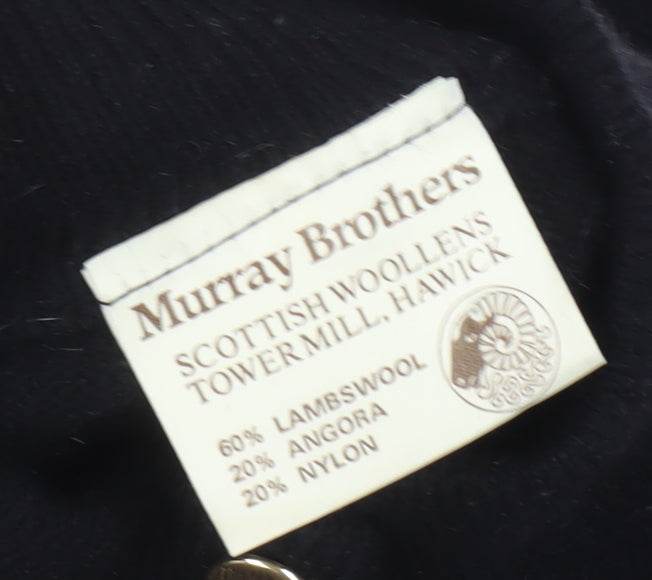 Murray Brothers
SCOTTISH WOOLLENS
TOWER MILL, HAWICK
60% LAMBSWOOL
20% ANGORA
20% NYLON